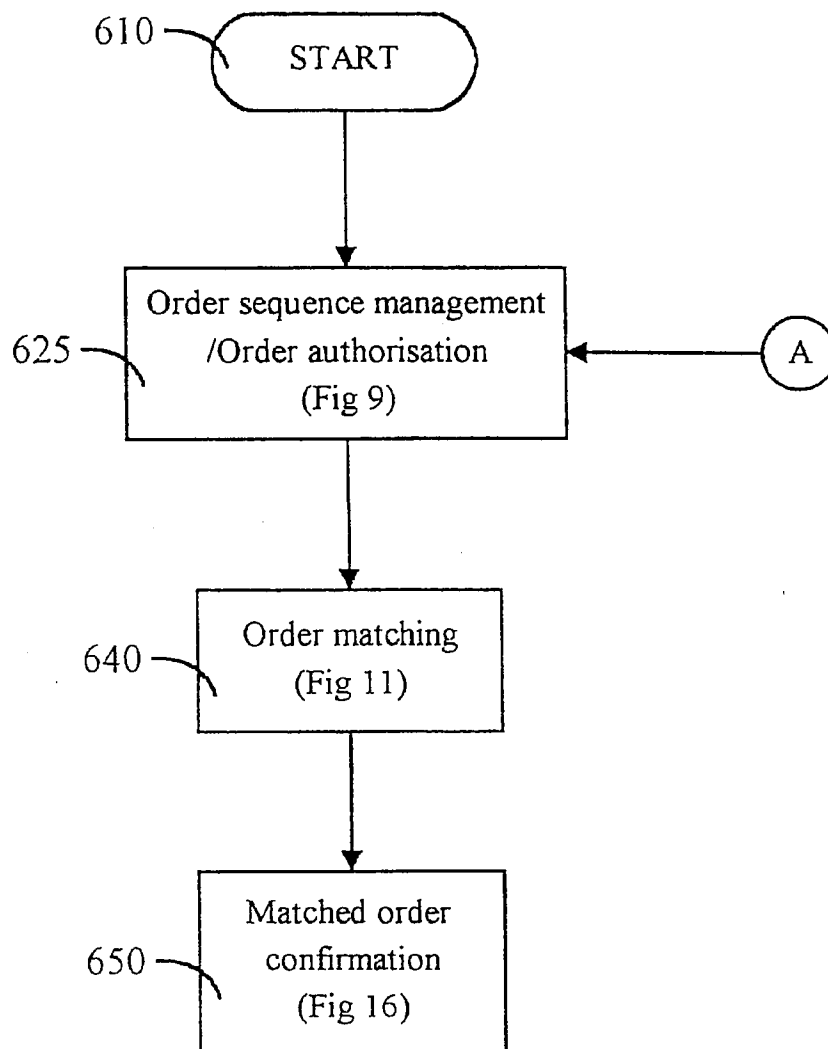 610
START
Order sequence management
/Order authorisation
(Fig 9)
625
A
Order matching
(Fig 11)
640
Matched order
confirmation
(Fig 16)
650